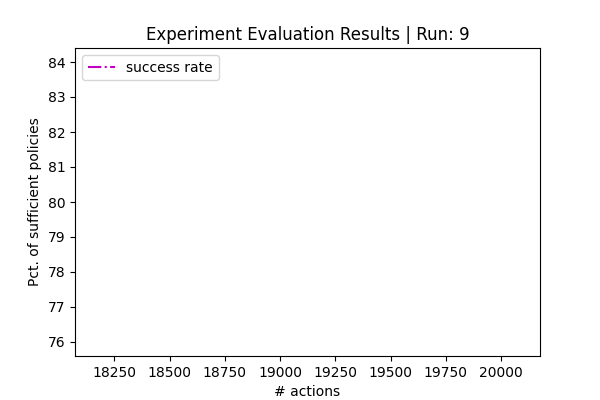 Experiment Evaluation Results | Run: 9
success rate
Pct. of sufficient policies
84
83
82
81
80
79
78
77
76
18250 18500 18750 19000 19250 19500 19750 20000
# actions